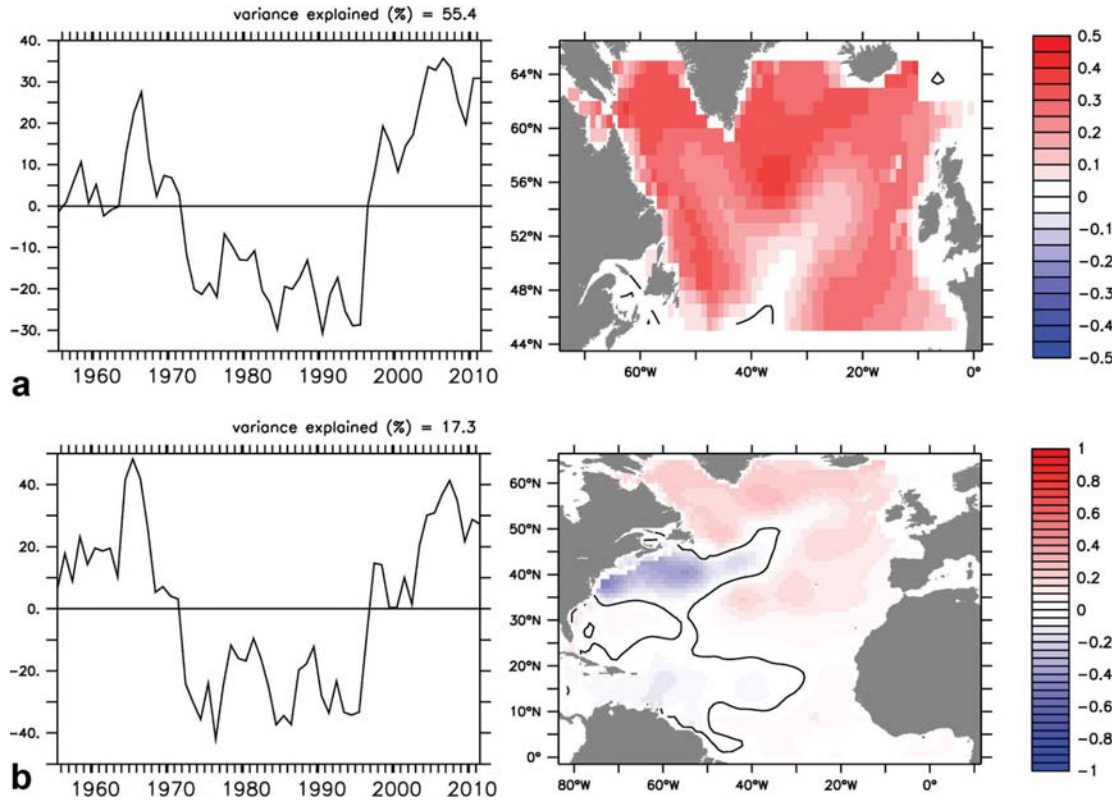 variance explained (%) = 55.4
40.
30.
20.
10.
0.
−10.
−20.
−30.
1960 1970 1980 1990 2000 2010
a
64°N
60°N
56°N
52°N
48°N
44°N
60°W 40°W 20°W 0°
0.5
0.4
0.3
0.2
0.1
0
−0.1
−0.2
−0.3
−0.4
−0.5
variance explained (%) = 17.3
40.
20.
0.
−20.
−40.
1960 1970 1980 1990 2000 2010
b
60°N
50°N
40°N
30°N
20°N
10°N
0°
80°W 60°W 40°W 20°W 0°
1
0.8
0.6
0.4
0.2
0
−0.2
−0.4
−0.6
−0.8
−1